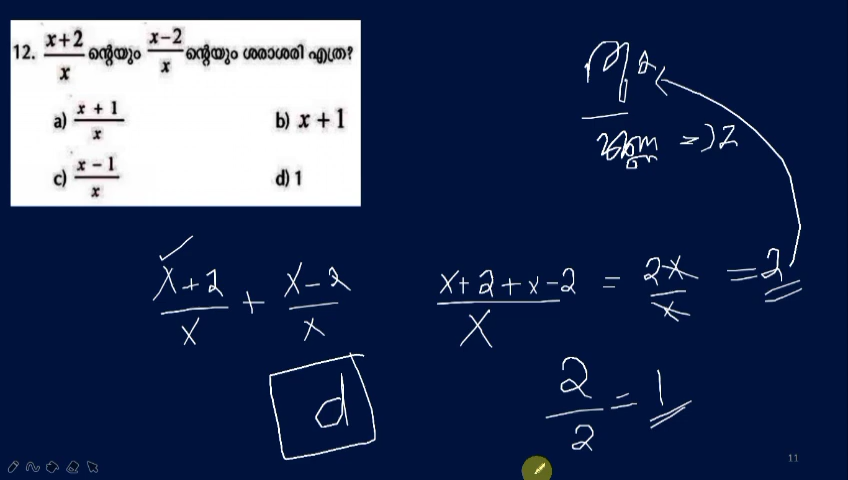 12. x+2/x ന്റെയും x−2/x ന്റെയും ശരാശരി എത്ര?
a) x + 1/x b) x + 1
c) x − 1/x d) 1
=) 2
x+2/x + x−2/x x+2+x−2/x = 2x/x = 2
d 2/2 = 1
11